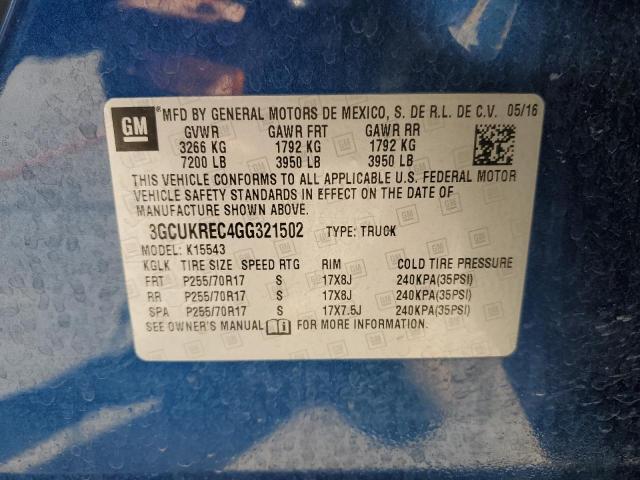 GM
® MFD BY GENERAL MOTORS DE MEXICO, S. DE R.L. DE C.V. 05/16
GVWR GAWR FRT GAWR RR
3266 KG 1792 KG 1792 KG
7200 LB 3950 LB 3950 LB
THIS VEHICLE CONFORMS TO ALL APPLICABLE U.S. FEDERAL MOTOR
VEHICLE SAFETY STANDARDS IN EFFECT ON THE DATE OF
MANUFACTURE SHOWN ABOVE.
3GCUKREC4GG321502 TYPE: TRUCK
MODEL: K15543
KGLK TIRE SIZE SPEED RTG RIM COLD TIRE PRESSURE
FRT P255/70R17 S 17X8J 240KPA(35PSI)
RR P255/70R17 S 17X8J 240KPA(35PSI)
SPA P255/70R17 S 17X7.5J 240KPA(35PSI)
SEE OWNER'S MANUAL FOR MORE INFORMATION.